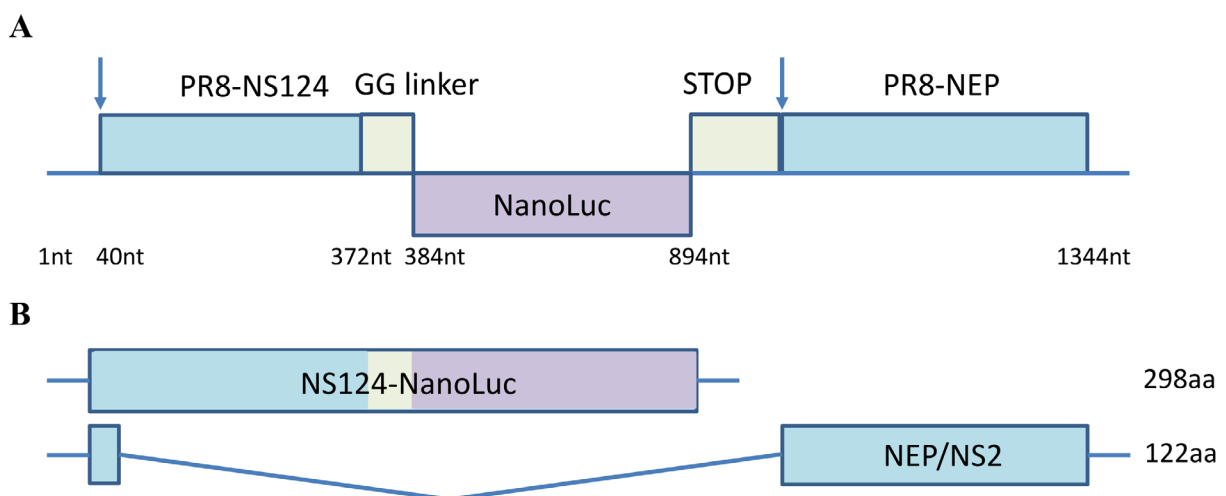 A
PR8-NS124 GG linker STOP PR8-NEP
NanoLuc
1nt 40nt 372nt 384nt 894nt 1344nt
B
NS124-NanoLuc 298aa
NEP/NS2 122aa